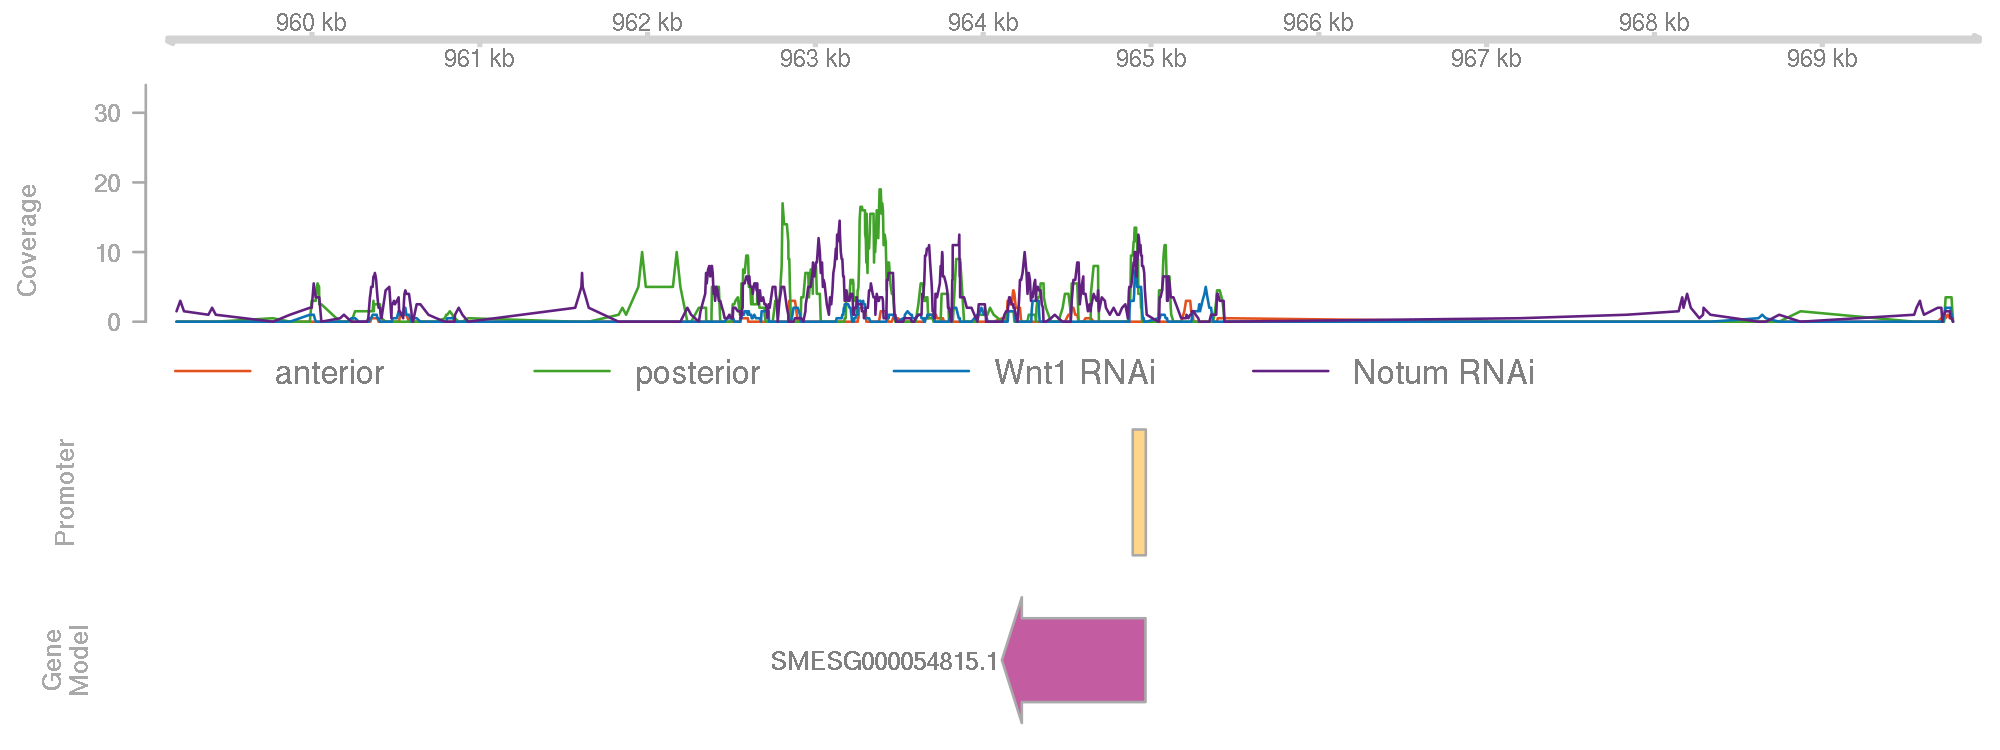 960 kb 962 kb 964 kb 966 kb 968 kb
961 kb 963 kb 965 kb 967 kb 969 kb
Coverage
30
20
10
0
anterior posterior Wnt1 RNAi Notum RNAi
Promoter
Gene
Model
SMESG000054815.1